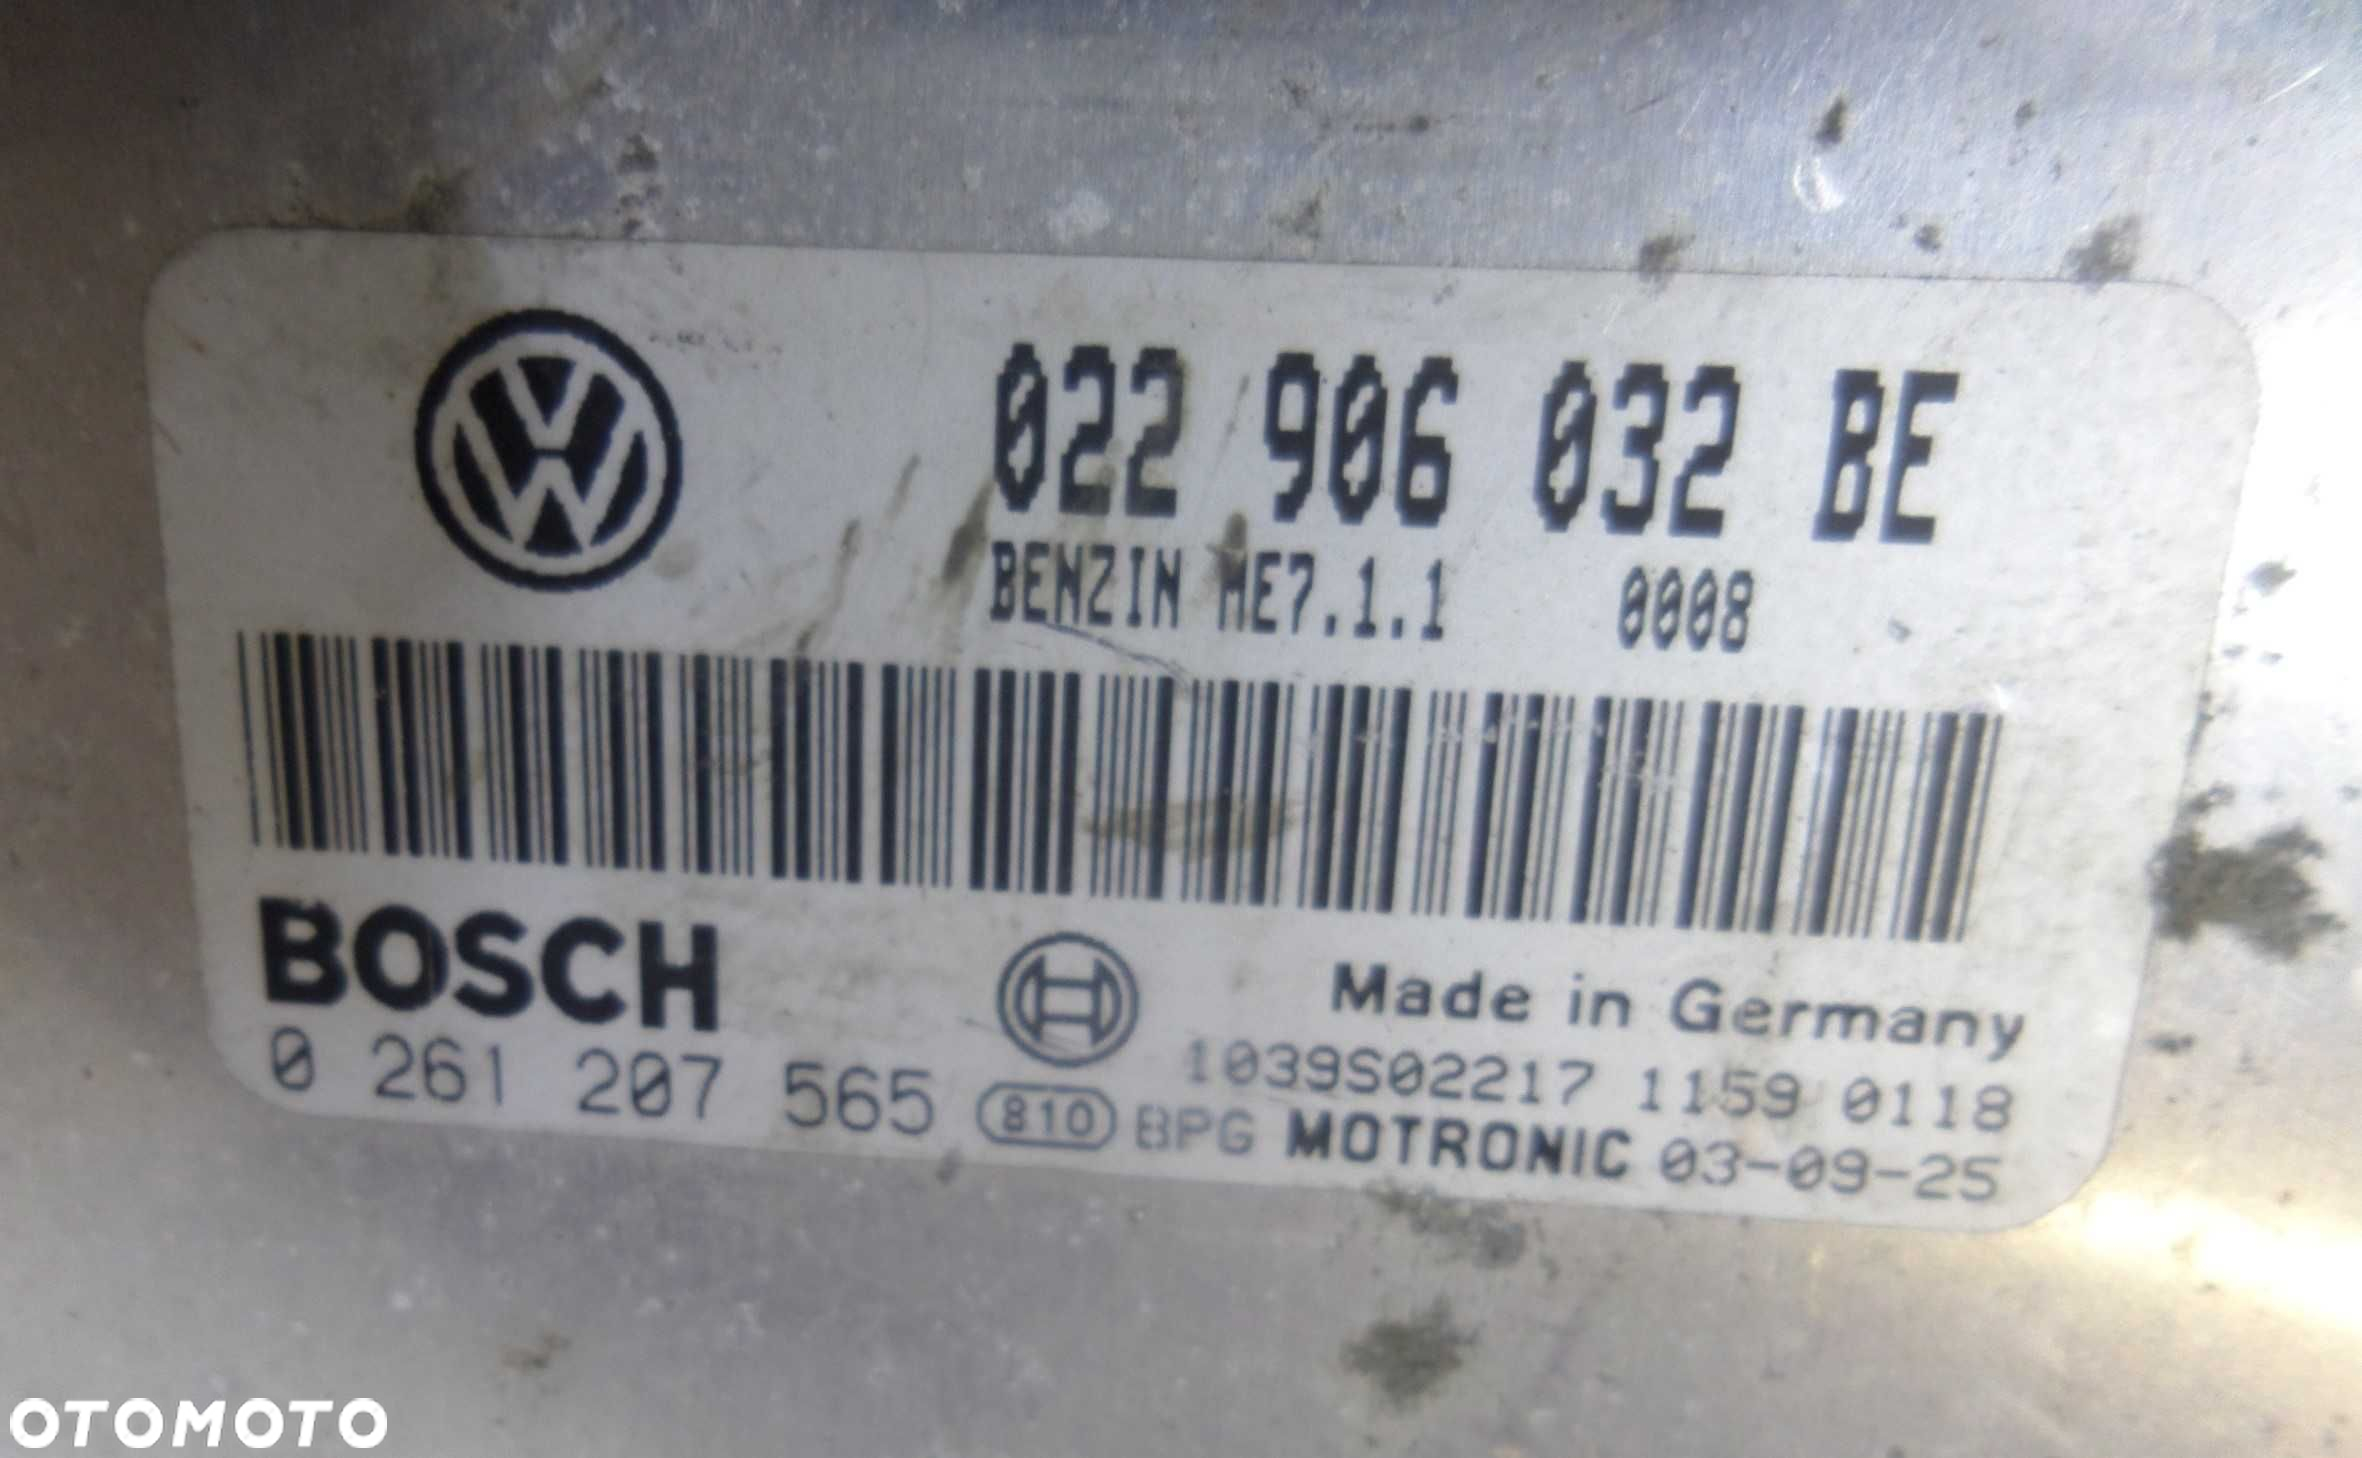 022 906 032 BE
BENZIN ME7.1.1 0008
BOSCH
Made in Germany
0 261 207 565
1039S02217 1159 0118
810 BPG MOTRONIC 03-09-25
OTOMOTO